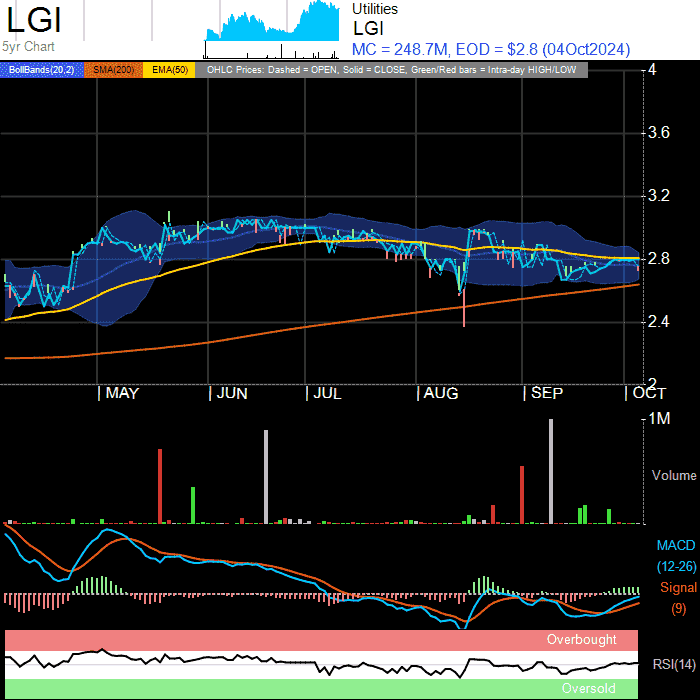 LGI
5yr Chart
Utilities
LGI
MC = 248.7M, EOD = $2.8 (04Oct2024)
BollBands(20,2) SMA(200) EMA(50) OHLC Prices: Dashed = OPEN, Solid = CLOSE, Green/Red bars = Intra-day HIGH/LOW
4
3.6
3.2
2.8
2.4
2
| MAY | JUN | JUL | AUG | SEP | OCT
1M
Volume
MACD
(12-26)
Signal
(9)
Overbought
RSI(14)
Oversold